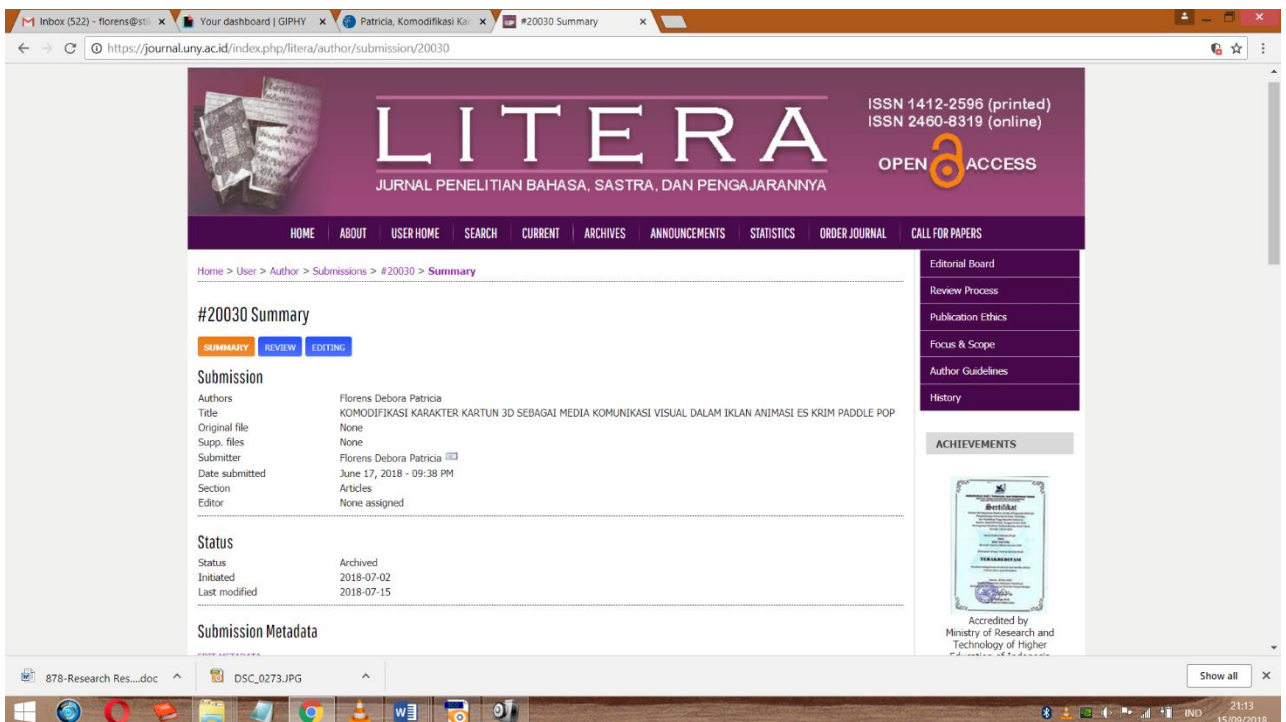 Inbox (522) - florens@stil
Your dashboard | GIPHY
Patricia, Komodifikasi Kar
#20030 Summary
https://journal.uny.ac.id/index.php/litera/author/submission/20030
LITERA
JURNAL PENELITIAN BAHASA, SASTRA, DAN PENGAJARANNYA
ISSN 1412-2596 (printed)
ISSN 2460-8319 (online)
OPEN ACCESS
HOME ABOUT USER HOME SEARCH CURRENT ARCHIVES ANNOUNCEMENTS STATISTICS ORDER JOURNAL CALL FOR PAPERS
Home > User > Author > Submissions > #20030 > Summary
#20030 Summary
SUMMARY REVIEW EDITING
Submission
Authors Florens Debora Patricia
Title KOMODIFIKASI KARAKTER KARTUN 3D SEBAGAI MEDIA KOMUNIKASI VISUAL DALAM IKLAN ANIMASI ES KRIM PADDLE POP
Original file None
Supp. files None
Submitter Florens Debora Patricia
Date submitted June 17, 2018 - 09:38 PM
Section Articles
Editor None assigned
Status
Status Archived
Initiated 2018-07-02
Last modified 2018-07-15
Submission Metadata
EDIT METADATA
Editorial Board
Review Process
Publication Ethics
Focus & Scope
Author Guidelines
History
ACHIEVEMENTS
Sertifikat
TERAKREDITASI
Accredited by
Ministry of Research and
Technology of Higher
Education of Indonesia
878-Research Res....doc
DSC_0273.JPG
Show all
IND
21:13
15/09/2018